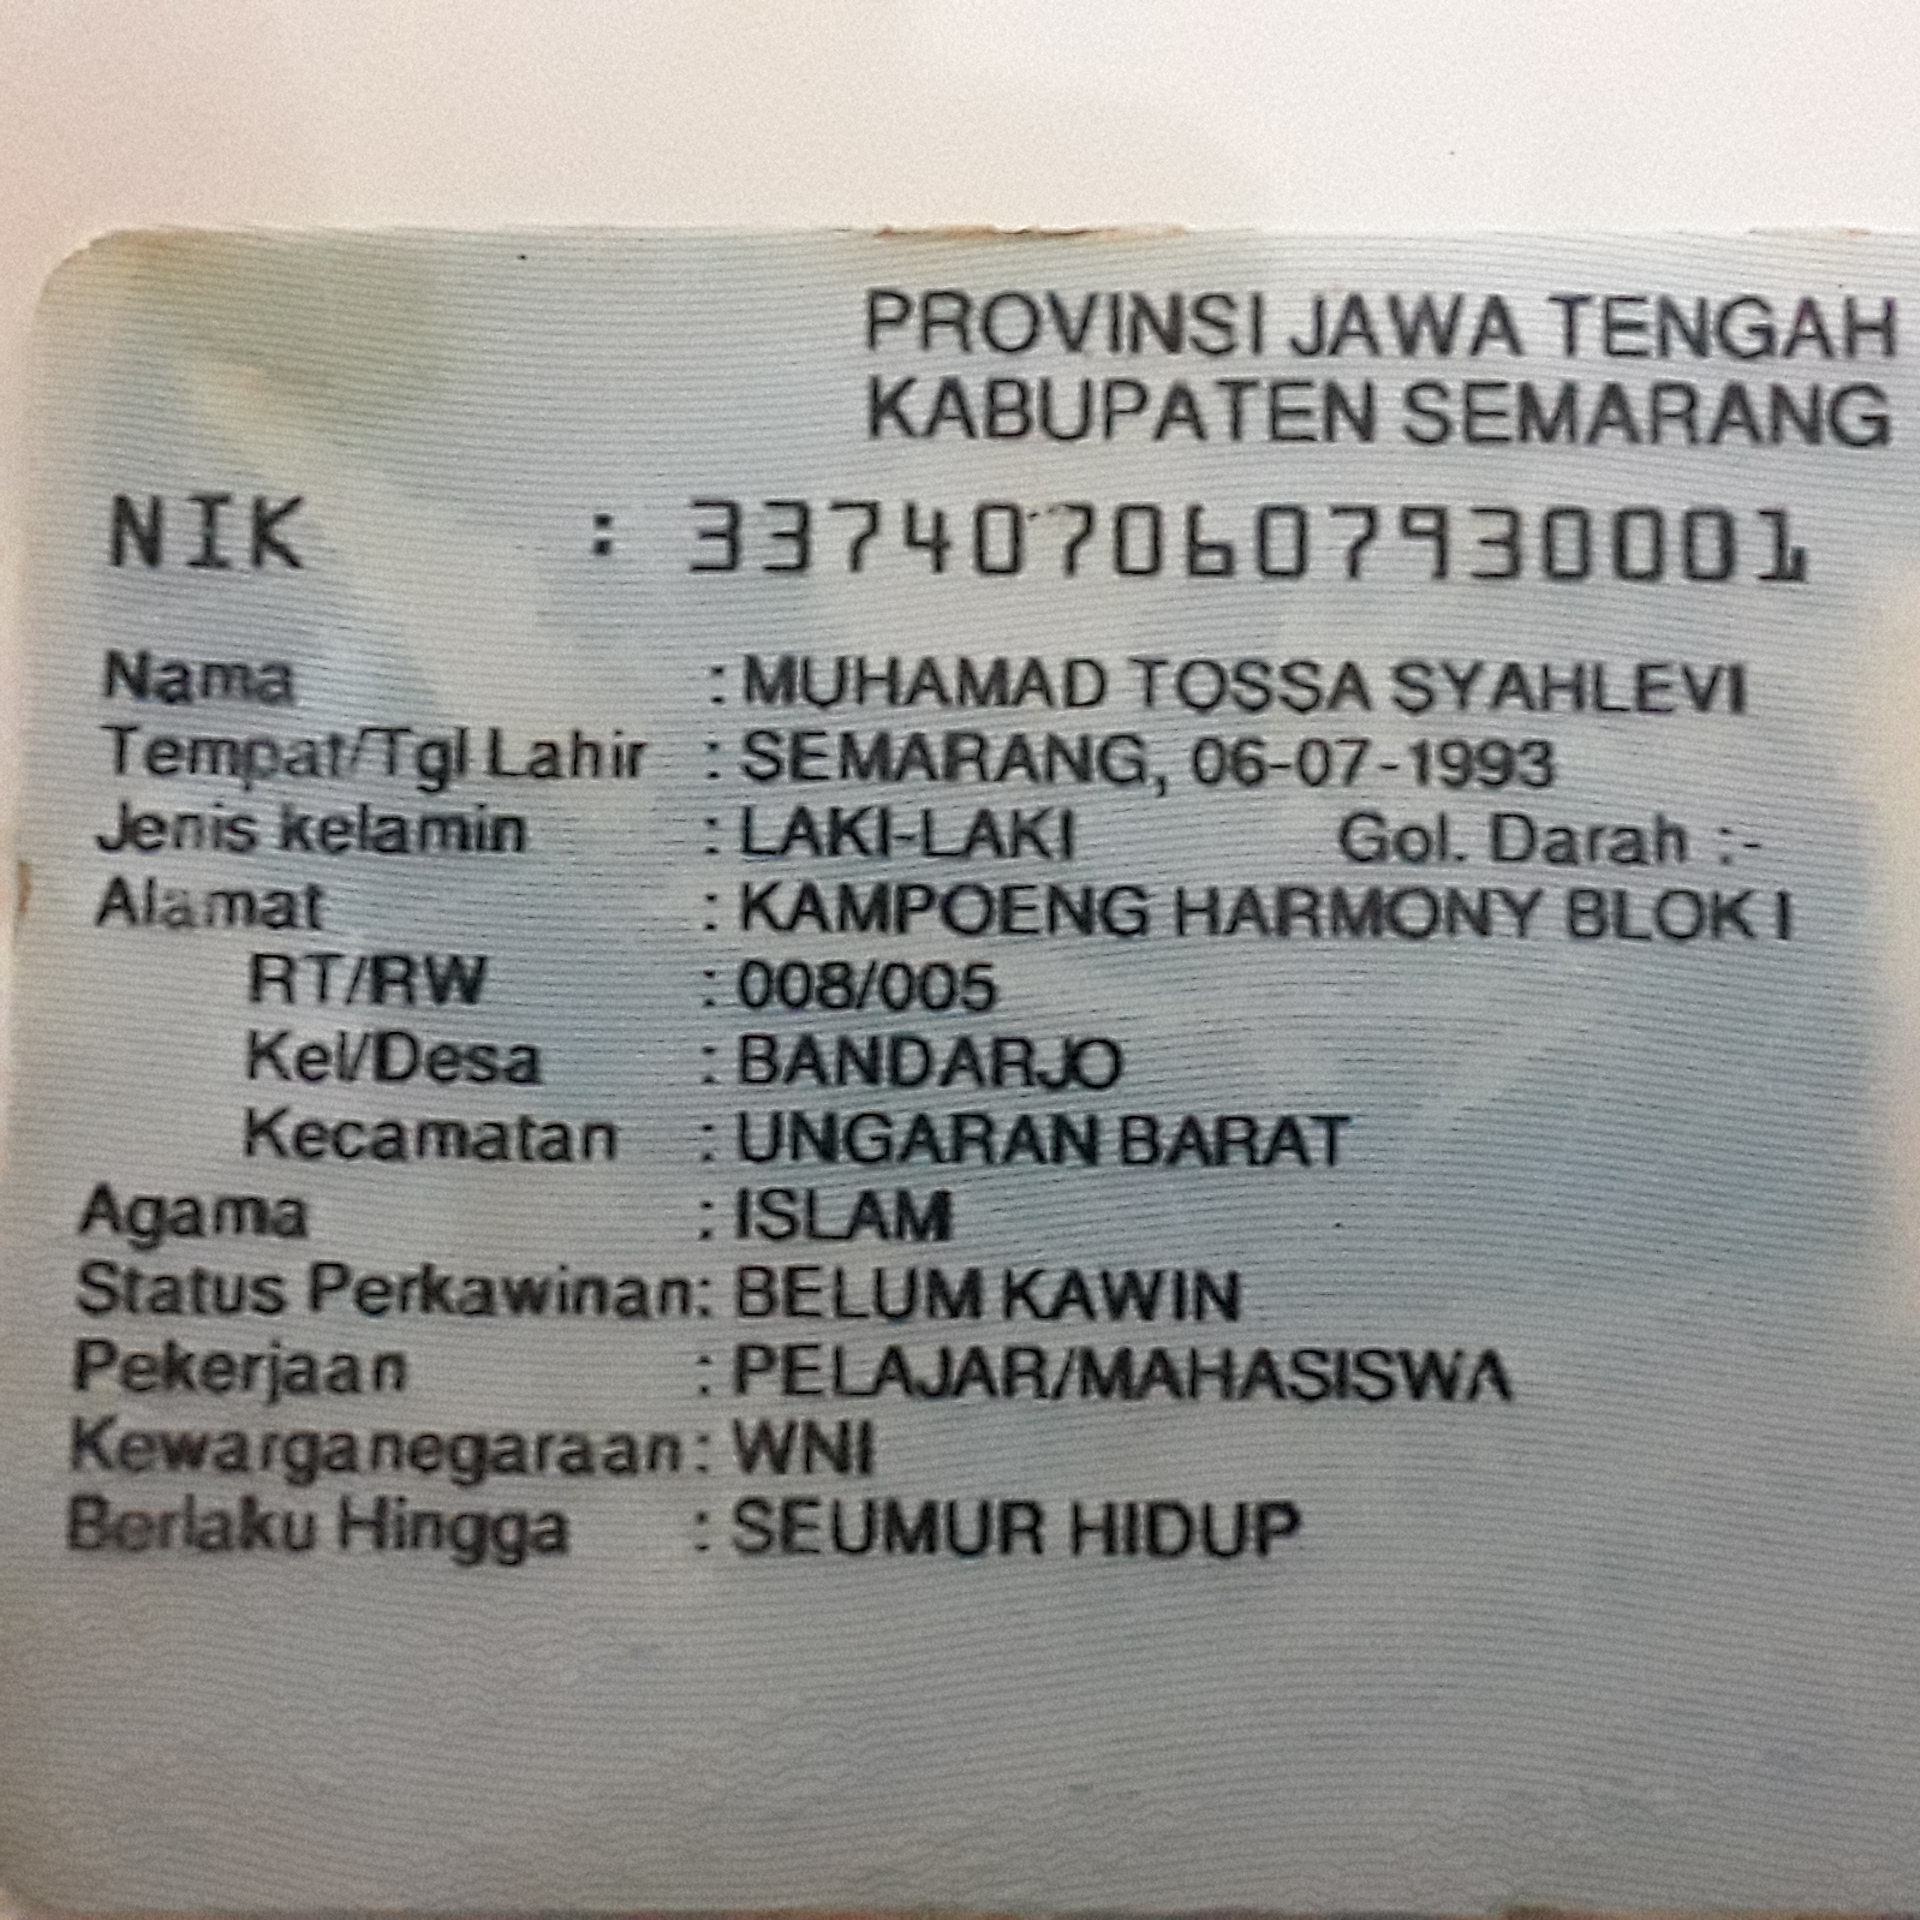 PROVINSI JAWA TENGAH
KABUPATEN SEMARANG
NIK : 3374070607930001
Nama : MUHAMAD TOSSA SYAHLEVI
Tempat/Tgl Lahir : SEMARANG, 06-07-1993
Jenis kelamin : LAKI-LAKI Gol. Darah :-
Alamat : KAMPOENG HARMONY BLOK I
RT/RW : 008/005
Kel/Desa : BANDARJO
Kecamatan : UNGARAN BARAT
Agama : ISLAM
Status Perkawinan: BELUM KAWIN
Pekerjaan : PELAJAR/MAHASISWA
Kewarganegaraan: WNI
Berlaku Hingga : SEUMUR HIDUP